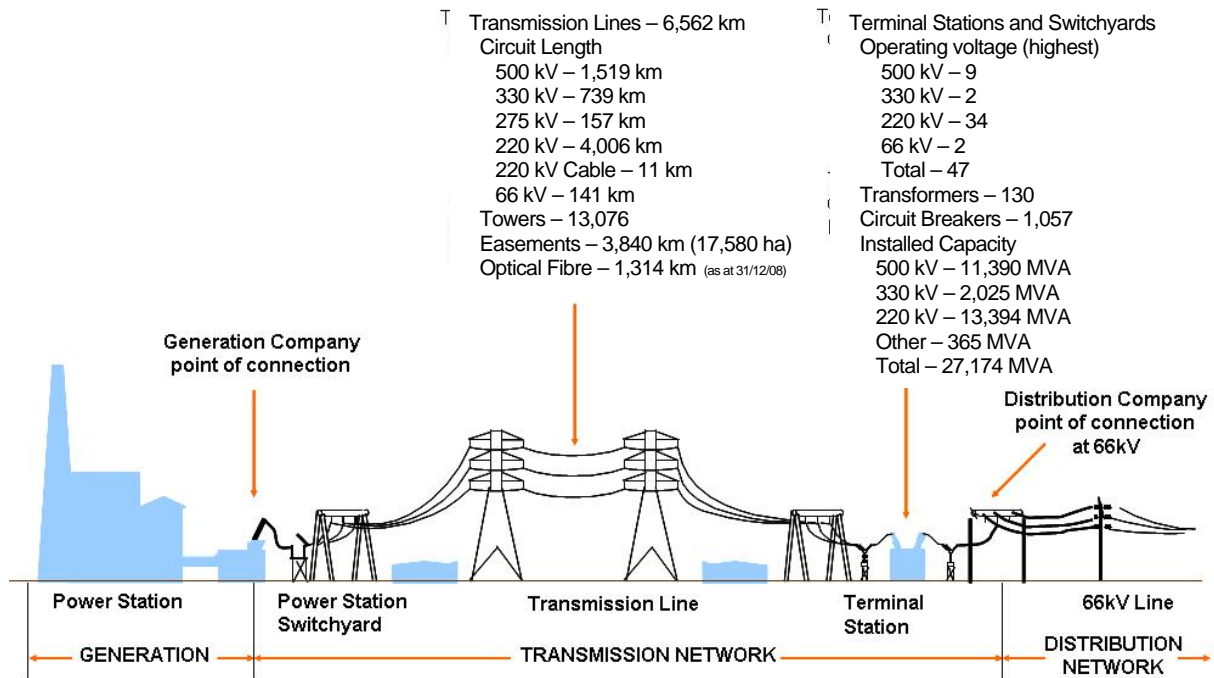 Transmission Lines – 6,562 km
Circuit Length
500 kV – 1,519 km
330 kV – 739 km
275 kV – 157 km
220 kV – 4,006 km
220 kV Cable – 11 km
66 kV – 141 km
Towers – 13,076
Easements – 3,840 km (17,580 ha)
Optical Fibre – 1,314 km (as at 31/12/08)
Terminal Stations and Switchyards
Operating voltage (highest)
500 kV – 9
330 kV – 2
220 kV – 34
66 kV – 2
Total – 47
Transformers – 130
Circuit Breakers – 1,057
Installed Capacity
500 kV – 11,390 MVA
330 kV – 2,025 MVA
220 kV – 13,394 MVA
Other – 365 MVA
Total – 27,174 MVA
Generation Company
point of connection
Distribution Company
point of connection
at 66kV
Power Station
Power Station
Switchyard
Transmission Line
Terminal
Station
66kV Line
GENERATION
TRANSMISSION NETWORK
DISTRIBUTION
NETWORK